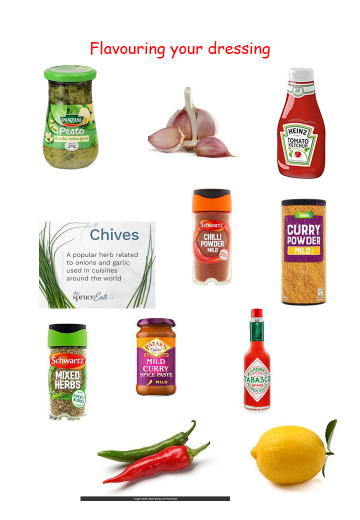 Flavouring your dressing
PANZANI
Pesto
HEINZ
TOMATO
KETCHUP
Schwartz
CHILLI
POWDER
MILD
CURRY
POWDER
MILD
Chives
A popular herb related
to onions and garlic
used in cuisines
around the world
the
spruce Eats
Schwartz
MIXED
HERBS
PATAK'S
MILD
CURRY
SPICE PASTE
MILD
TABASCO